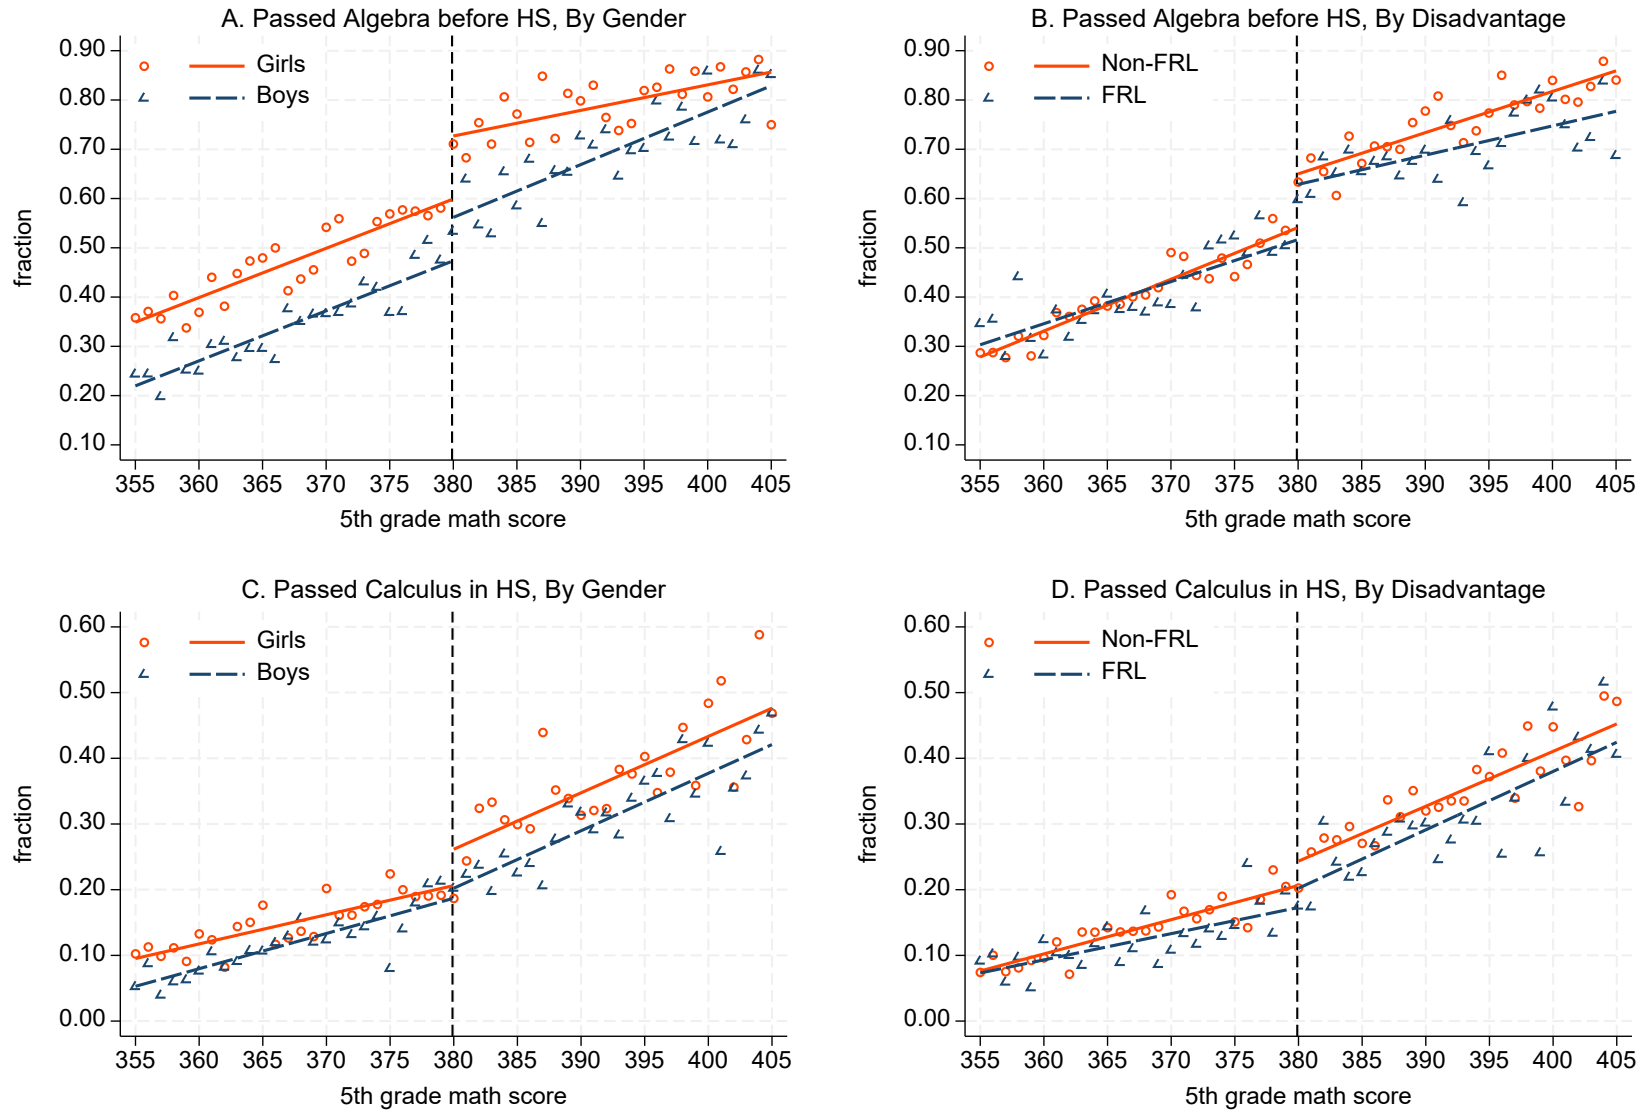 A. Passed Algebra before HS, By Gender
0.90
0.80
0.70
0.60
0.50
0.40
0.30
0.20
0.10
fraction
Girls
Boys
355 360 365 370 375 380 385 390 395 400 405
5th grade math score
B. Passed Algebra before HS, By Disadvantage
0.90
0.80
0.70
0.60
0.50
0.40
0.30
0.20
0.10
fraction
Non-FRL
FRL
355 360 365 370 375 380 385 390 395 400 405
5th grade math score
C. Passed Calculus in HS, By Gender
0.60
0.50
0.40
0.30
0.20
0.10
0.00
fraction
Girls
Boys
355 360 365 370 375 380 385 390 395 400 405
5th grade math score
D. Passed Calculus in HS, By Disadvantage
0.60
0.50
0.40
0.30
0.20
0.10
0.00
fraction
Non-FRL
FRL
355 360 365 370 375 380 385 390 395 400 405
5th grade math score